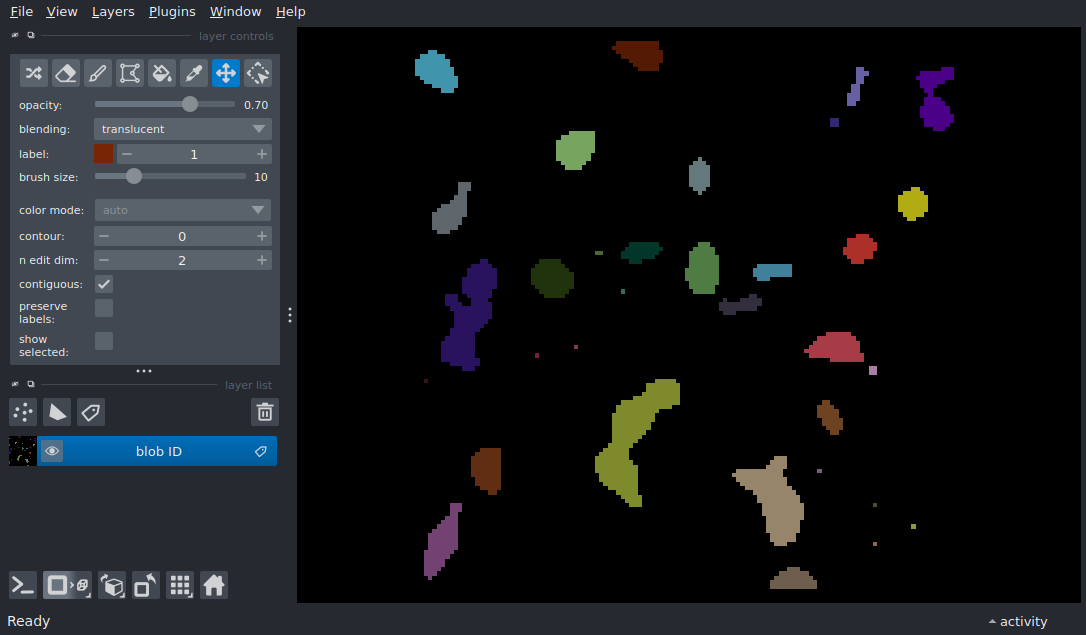 File View Layers Plugins Window Help
layer controls
opacity: 0.70
blending: translucent
label: 1
brush size: 10
color mode: auto
contour: 0
n edit dim: 2
contiguous:
preserve
labels:
show
selected:
layer list
blob ID
Ready
activity